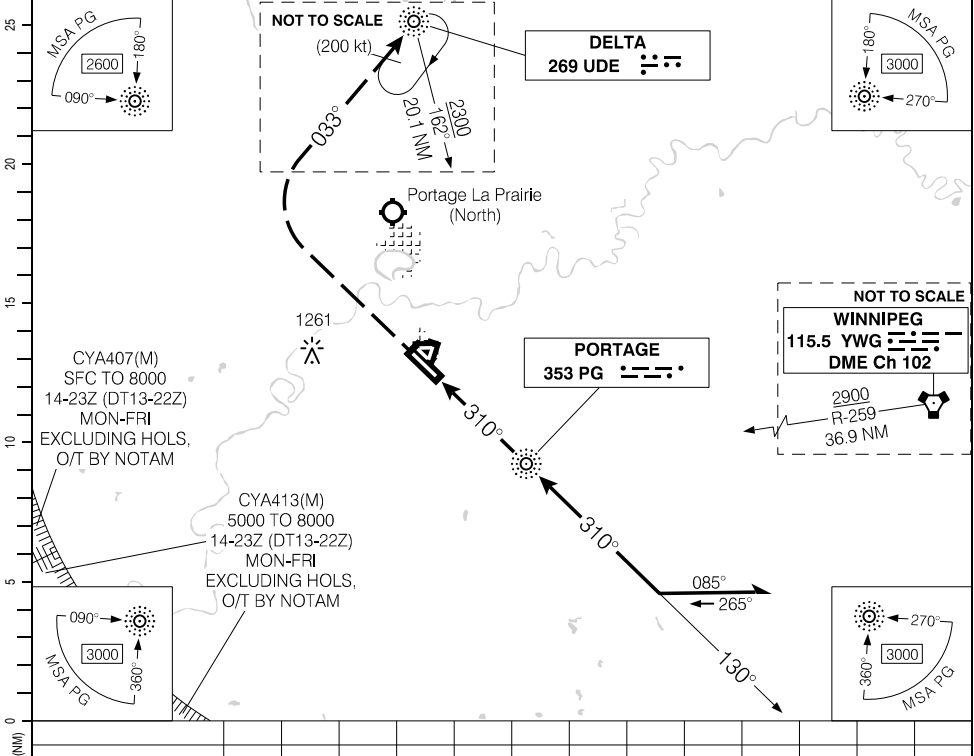 25
20
15
10
5
0
(NM)
MSA PG
2600
180°
090°
NOT TO SCALE
(200 kt)
033°
2300
162°
20.1 NM
DELTA
269 UDE
MSA PG
3000
180°
270°
Portage La Prairie
(North)
1261
CYA407(M)
SFC TO 8000
14-23Z (DT13-22Z)
MON-FRI
EXCLUDING HOLS,
O/T BY NOTAM
PORTAGE
353 PG
NOT TO SCALE
WINNIPEG
115.5 YWG
DME Ch 102
2900
R-259
36.9 NM
310°
310°
CYA413(M)
5000 TO 8000
14-23Z (DT13-22Z)
MON-FRI
EXCLUDING HOLS,
O/T BY NOTAM
085°
265°
130°
090°
3000
360°
MSA PG
270°
3000
360°
MSA PG